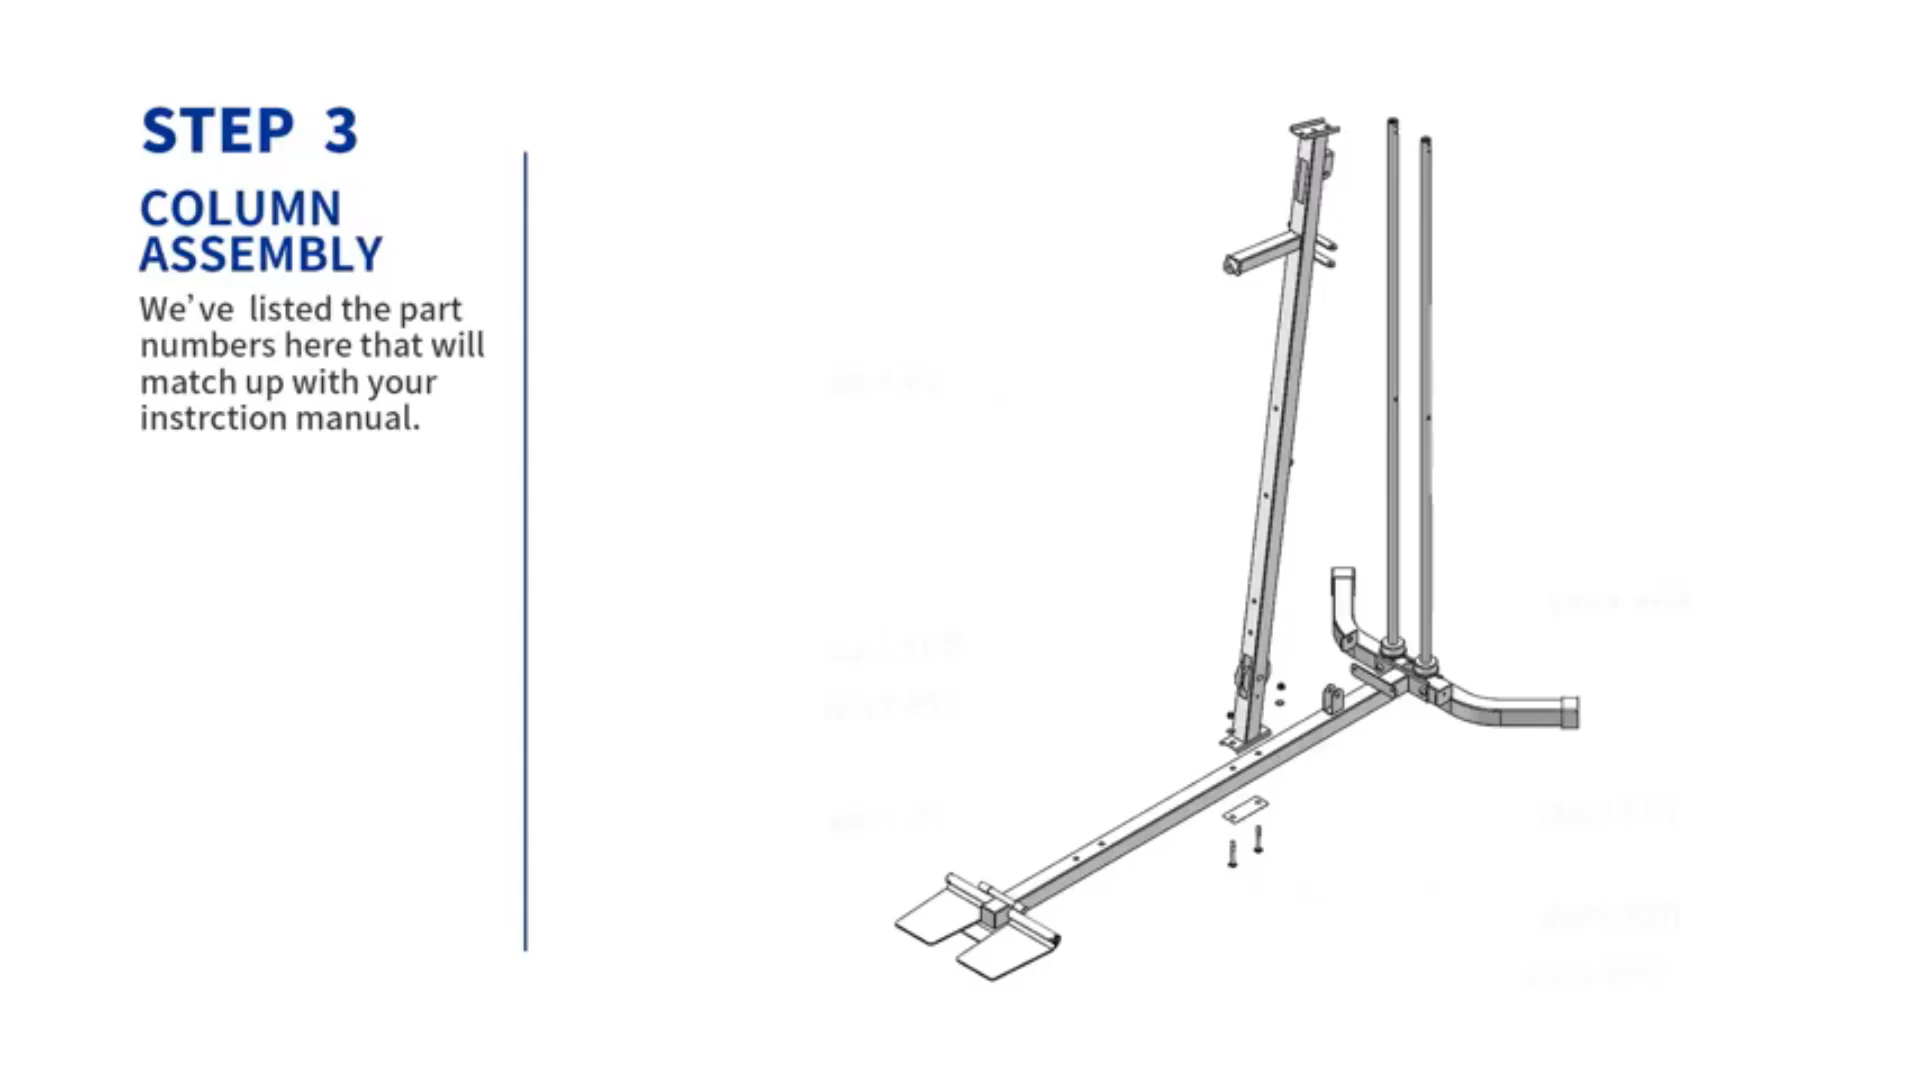 STEP 3
COLUMN
ASSEMBLY
We've listed the part
numbers here that will
match up with your
instrction manual.